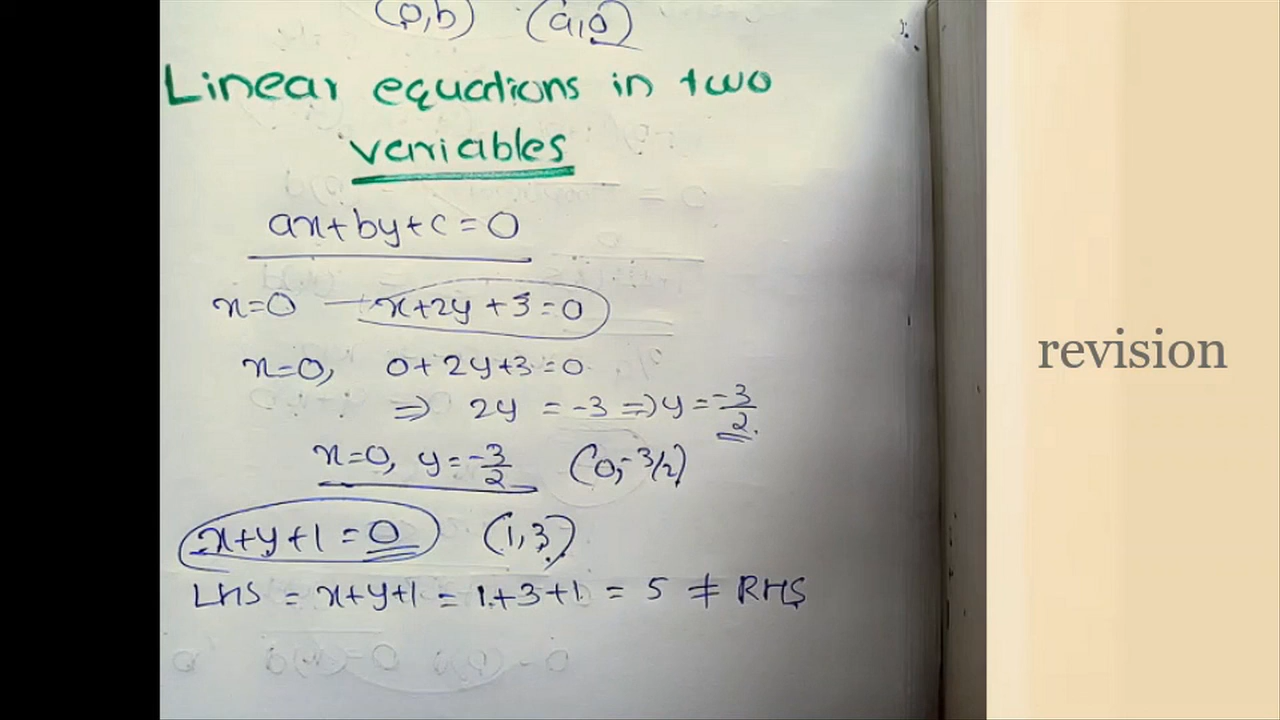 (0,b) (a,0)
Linear equations in two
variables
ax+by+c=0
x=0 x+2y+3=0
x=0, 0+2y+3=0
⇒ 2y = -3 ⇒ y = -3/2.
x=0, y=-3/2 (0,-3/2)
x+y+1=0 (1,3)
LHS = x+y+1 = 1+3+1 = 5 ≠ RHS
revision